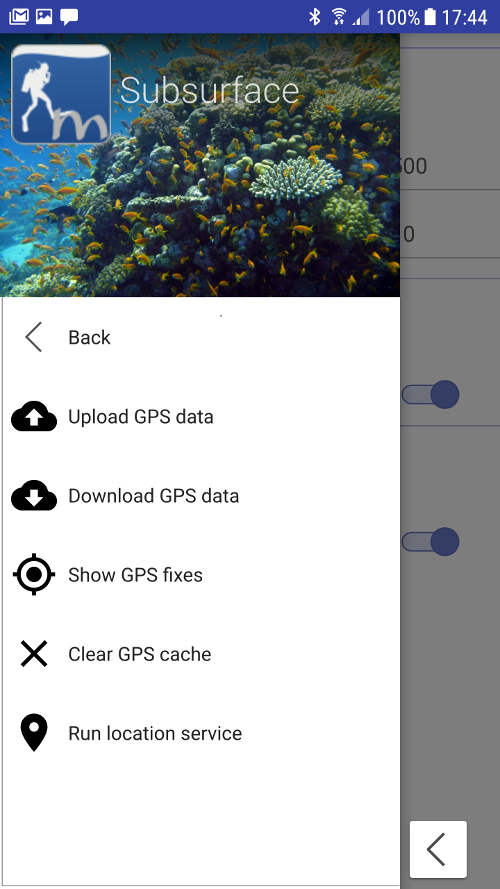 100% 17:44
Subsurface
m
500
0
Back
Upload GPS data
Download GPS data
Show GPS fixes
Clear GPS cache
Run location service